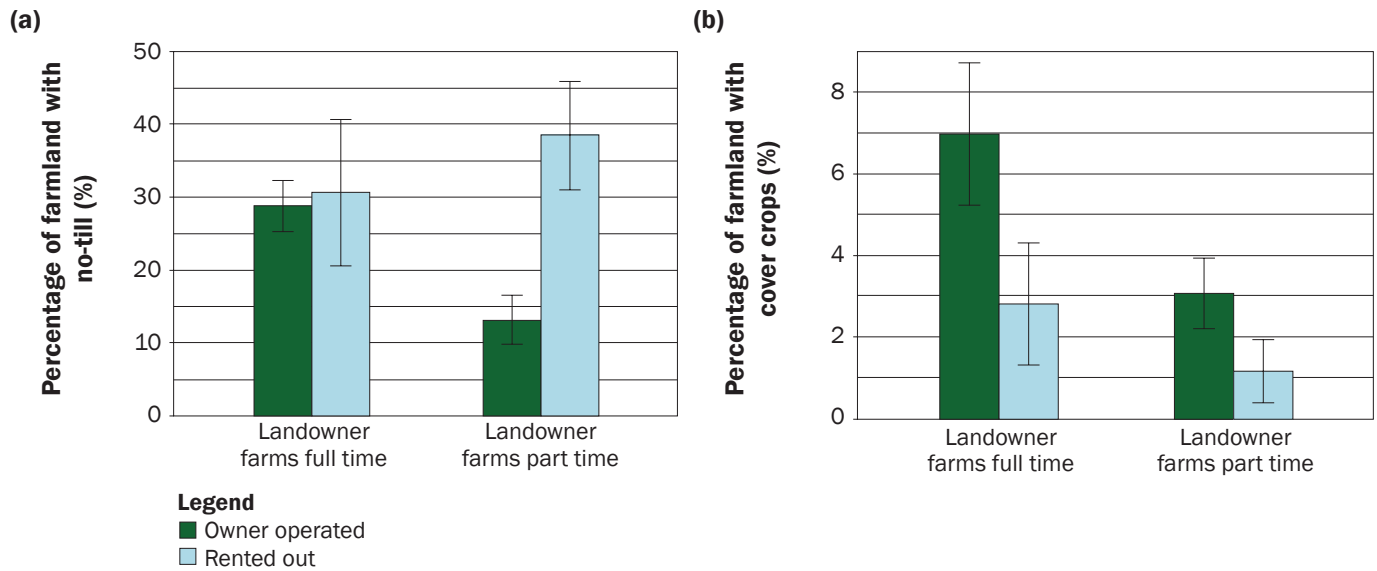 (a)
Percentage of farmland with
no-till (%)
50
40
30
20
10
0
Landowner
farms full time
Landowner
farms part time
Legend
Owner operated
Rented out
(b)
Percentage of farmland with
cover crops (%)
8
6
4
2
0
Landowner
farms full time
Landowner
farms part time